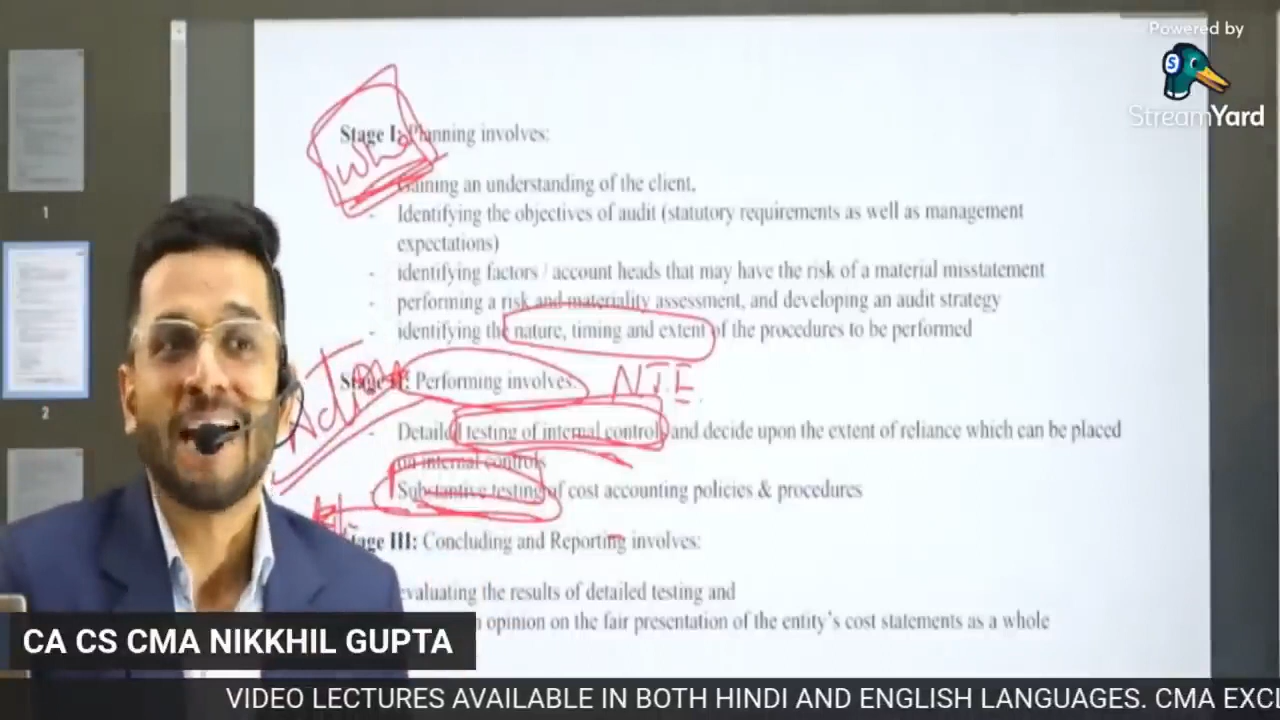 Powered by
StreamYard
Stage I: Planning involves:
Gaining an understanding of the client,
- Identifying the objectives of audit (statutory requirements as well as management
expectations)
- identifying factors / account heads that may have the risk of a material misstatement
- performing a risk and materiality assessment, and developing an audit strategy
- identifying the nature, timing and extent of the procedures to be performed
Stage II: Performing involves:
N.T.E.
- Detailed testing of internal control and decide upon the extent of reliance which can be placed
on internal controls
Substantive testing of cost accounting policies & procedures
Stage III: Concluding and Reporting involves:
evaluating the results of detailed testing and
opinion on the fair presentation of the entity's cost statements as a whole
1
2
CA CS CMA NIKKHIL GUPTA
VIDEO LECTURES AVAILABLE IN BOTH HINDI AND ENGLISH LANGUAGES. CMA EXCL